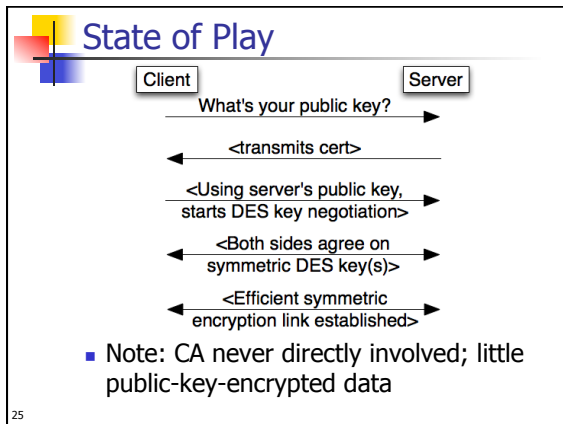 State of Play
Client
Server
What's your public key?
<transmits cert>
<Using server's public key,
starts DES key negotiation>
<Both sides agree on
symmetric DES key(s)>
<Efficient symmetric
encryption link established>
Note: CA never directly involved; little
public-key-encrypted data
25